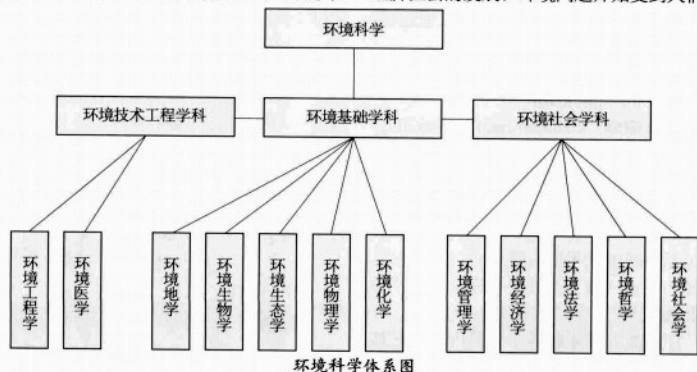 环境科学
环境技术工程学科
环境基础学科
环境社会学科
环境工程学
环境医学
环境地学
环境生物学
环境生态学
环境物理学
环境化学
环境管理学
环境经济学
环境法学
环境哲学
环境社会学
环境科学体系图